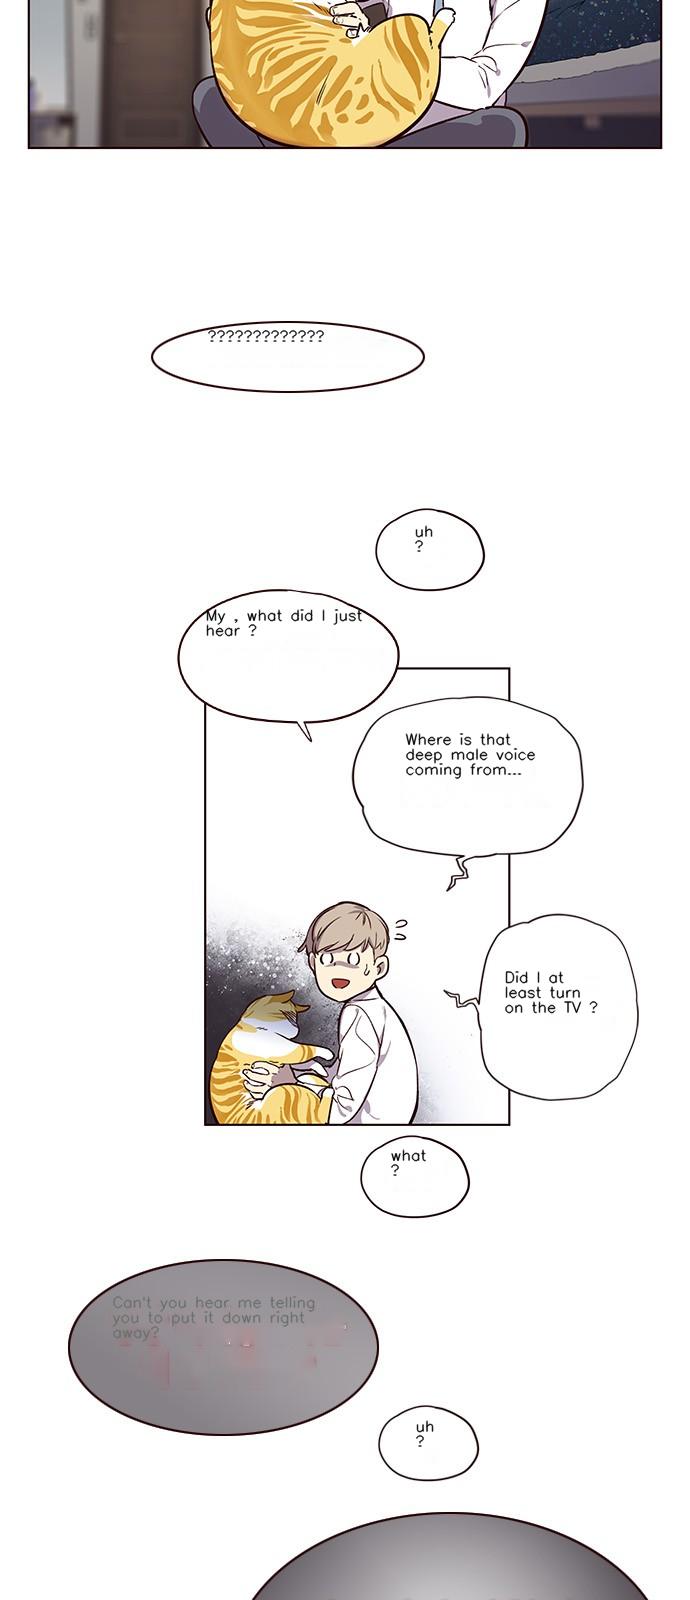 ?????????????
uh
?
My , what did I just
hear ?
Where is that
deep male voice
coming from...
Did I at
least turn
on the TV ?
what
?
Can't you hear me telling
you to put it down right
away?
uh
?